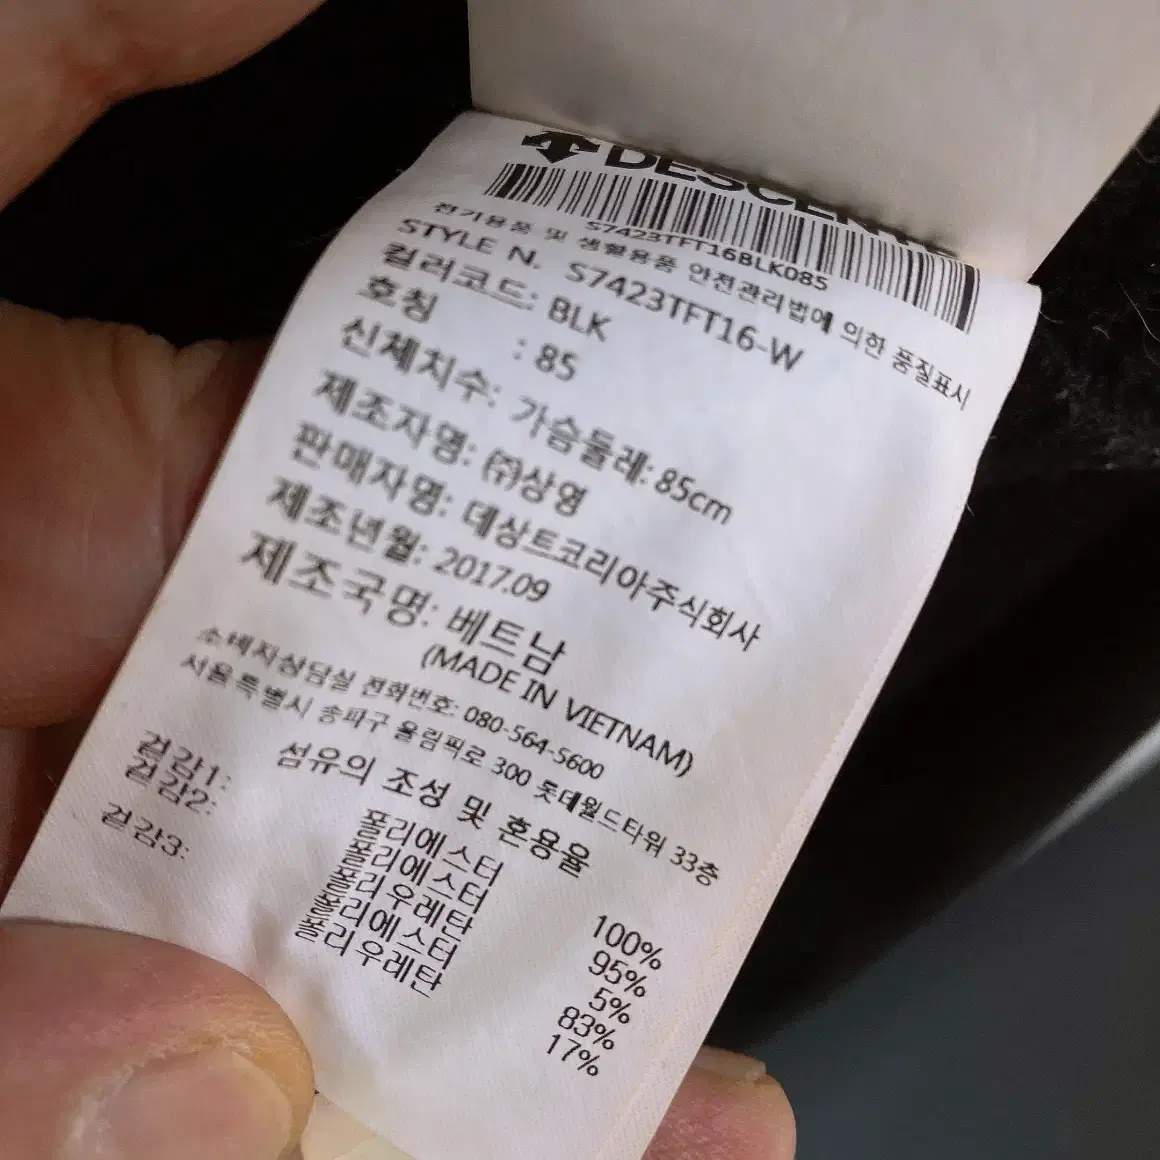 DESCENTE
S7423TFT16BLK085
전기용품 및 생활용품 안전관리법에 의한 품질표시
STYLE N. S7423TFT16-W
컬러코드: BLK
호칭 : 85
신체치수: 가슴둘레: 85cm
제조자명: ㈜상영
판매자명: 데상트코리아주식회사
제조년월: 2017.09
제조국명: 베트남
(MADE IN VIETNAM)
소비자상담실 전화번호: 080-564-5600
서울특별시 송파구 올림픽로 300 롯데월드타워 33층
섬유의 조성 및 혼용율
겉감1: 폴리에스터 100%
겉감2: 폴리에스터 95%
폴리우레탄 5%
겉감3: 폴리에스터 83%
폴리우레탄 17%